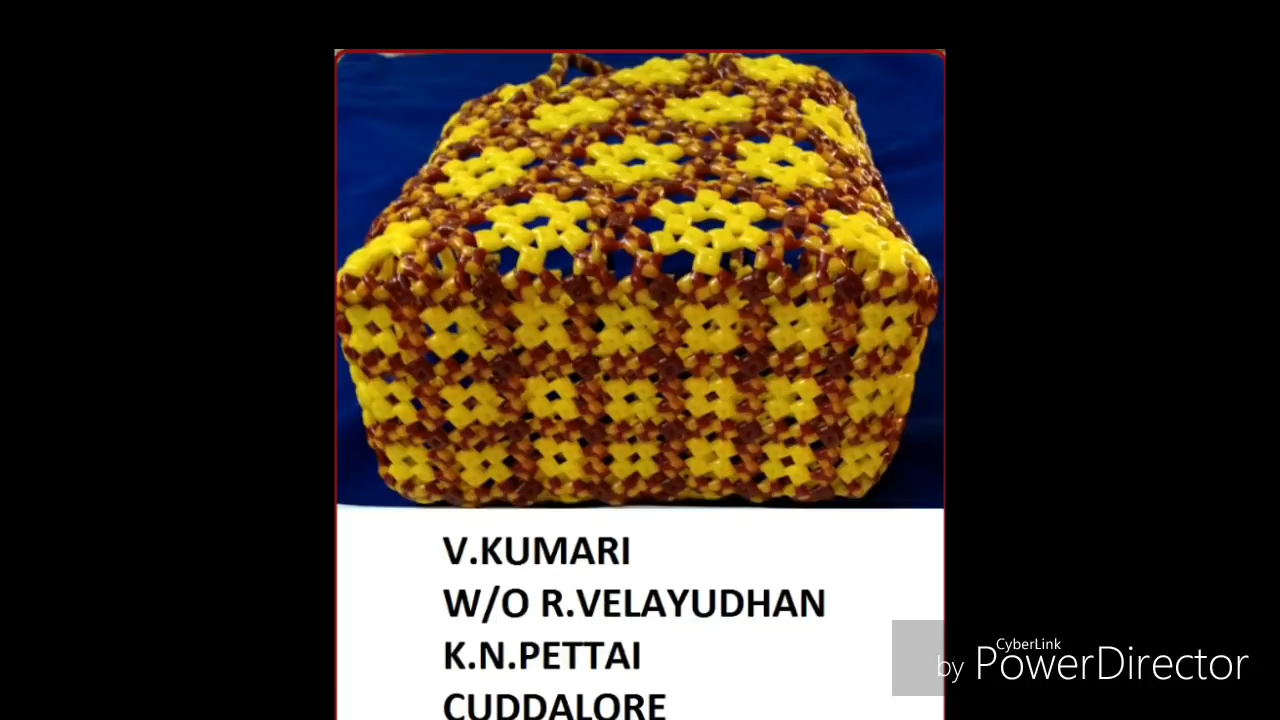 V.KUMARI
W/O R.VELAYUDHAN
K.N.PETTAI
CUDDALORE
CyberLink
by PowerDirector